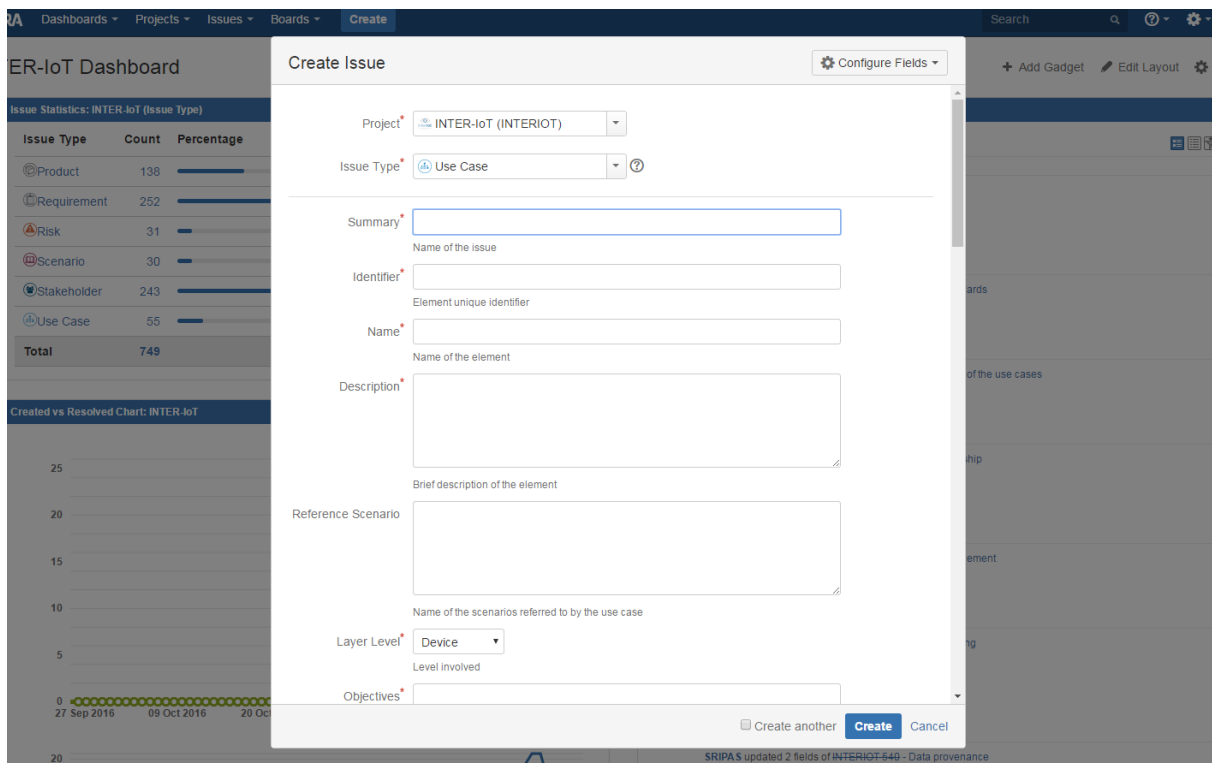 RA Dashboards Projects Issues Boards Create Search
ER-IoT Dashboard
Add Gadget Edit Layout
Issue Statistics: INTER-IoT (Issue Type)
Issue Type Count Percentage
Product 138
Requirement 252
Risk 31
Scenario 30
Stakeholder 243
Use Case 55
Total 749
Created vs Resolved Chart: INTER-IoT
25
20
15
10
5
0
27 Sep 2016 09 Oct 2016 20 Oc
20
Create Issue Configure Fields
Project* INTER-IoT (INTERIOT)
Issue Type* Use Case
Summary*
Name of the issue
Identifier*
Element unique identifier
Name*
Name of the element
Description*
Brief description of the element
Reference Scenario
Name of the scenarios referred to by the use case
Layer Level* Device
Level involved
Objectives*
Create another Create Cancel
ards
of the use cases
ship
ement
ng
SRIPAS updated 2 fields of INTERIOT-540 - Data provenance